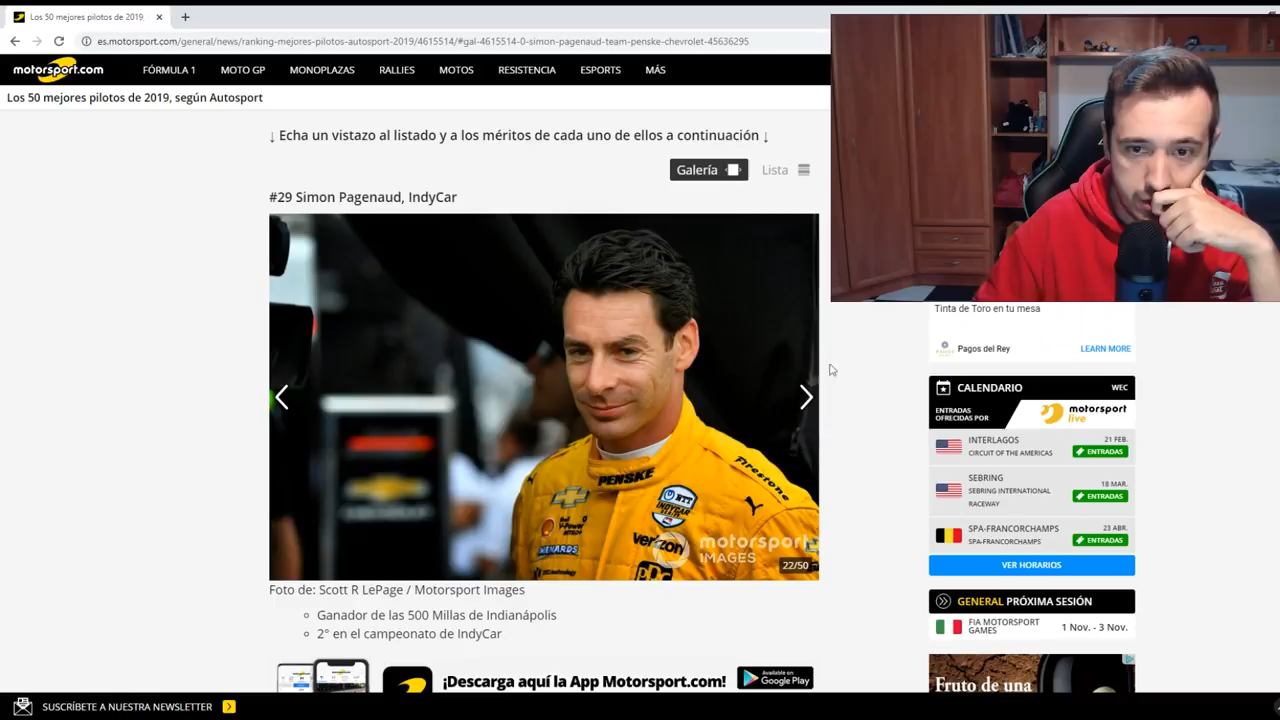 Los 50 mejores pilotos de 2019,
es.motorsport.com/general/news/ranking-mejores-pilotos-autosport-2019/4615514/#gal-4615514-0-simon-pagenaud-team-penske-chevrolet-45636295
motorsport.com
FÓRMULA 1
MOTO GP
MONOPLAZAS
RALLIES
MOTOS
RESISTENCIA
ESPORTS
MÁS
Los 50 mejores pilotos de 2019, según Autosport
↓ Echa un vistazo al listado y a los méritos de cada uno de ellos a continuación ↓
Galería
Lista
#29 Simon Pagenaud, IndyCar
PENSKE
Firestone
NTT
INDYCAR
SERIES
verizon
MENARDS
motorsport
IMAGES
22/50
Foto de: Scott R LePage / Motorsport Images
Ganador de las 500 Millas de Indianápolis
2° en el campeonato de IndyCar
¡Descarga aquí la App Motorsport.com!
Available on
Google Play
SUSCRÍBETE A NUESTRA NEWSLETTER
Tinta de Toro en tu mesa
Pagos del Rey
LEARN MORE
CALENDARIO
WEC
ENTRADAS
OFRECIDAS POR
motorsport
live
INTERLAGOS
CIRCUIT OF THE AMERICAS
21 FEB.
ENTRADAS
SEBRING
SEBRING INTERNATIONAL
RACEWAY
18 MAR.
ENTRADAS
SPA-FRANCORCHAMPS
SPA-FRANCORCHAMPS
23 ABR.
ENTRADAS
VER HORARIOS
GENERAL PRÓXIMA SESIÓN
FIA MOTORSPORT
GAMES
1 Nov. - 3 Nov.
Fruto de una